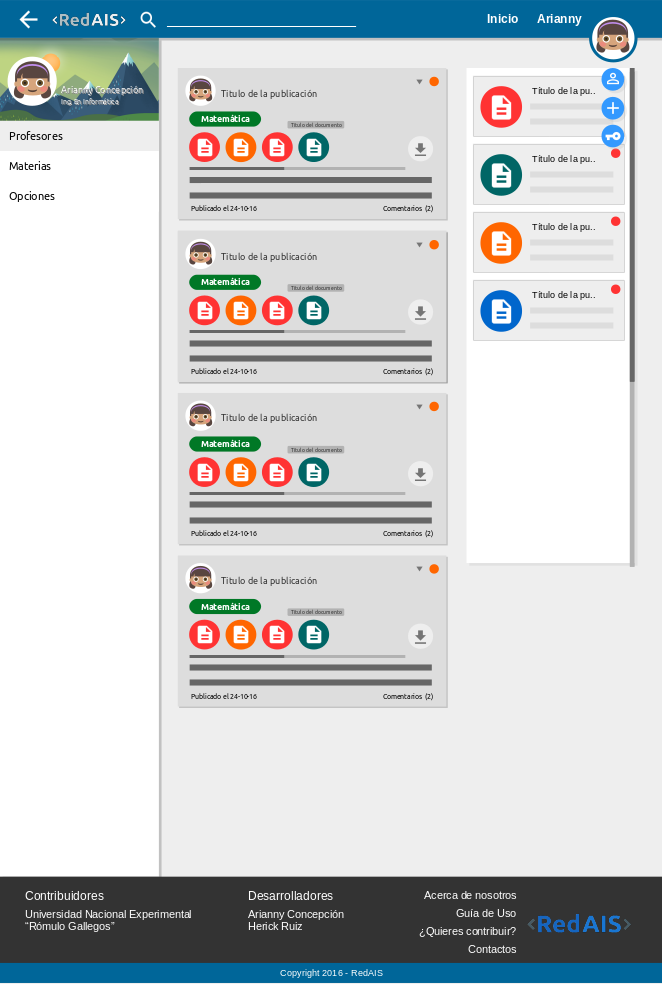 <RedAIS>
Inicio Arianny
Arianny Concepción
Ing. En Informática
Profesores
Materias
Opciones
Titulo de la publicación
Matemática
Titulo del documento
Publicado el 24-10-16 Comentarios (2)
Titulo de la publicación
Matemática
Titulo del documento
Publicado el 24-10-16 Comentarios (2)
Titulo de la publicación
Matemática
Titulo del documento
Publicado el 24-10-16 Comentarios (2)
Titulo de la publicación
Matemática
Titulo del documento
Publicado el 24-10-16 Comentarios (2)
Titulo de la pu..
Titulo de la pu..
Titulo de la pu..
Titulo de la pu..
Contribuidores
Universidad Nacional Experimental
“Rómulo Gallegos”
Desarrolladores
Arianny Concepción
Herick Ruiz
Acerca de nosotros
Guía de Uso
¿Quieres contribuir?
Contactos
<RedAIS>
Copyright 2016 - RedAIS